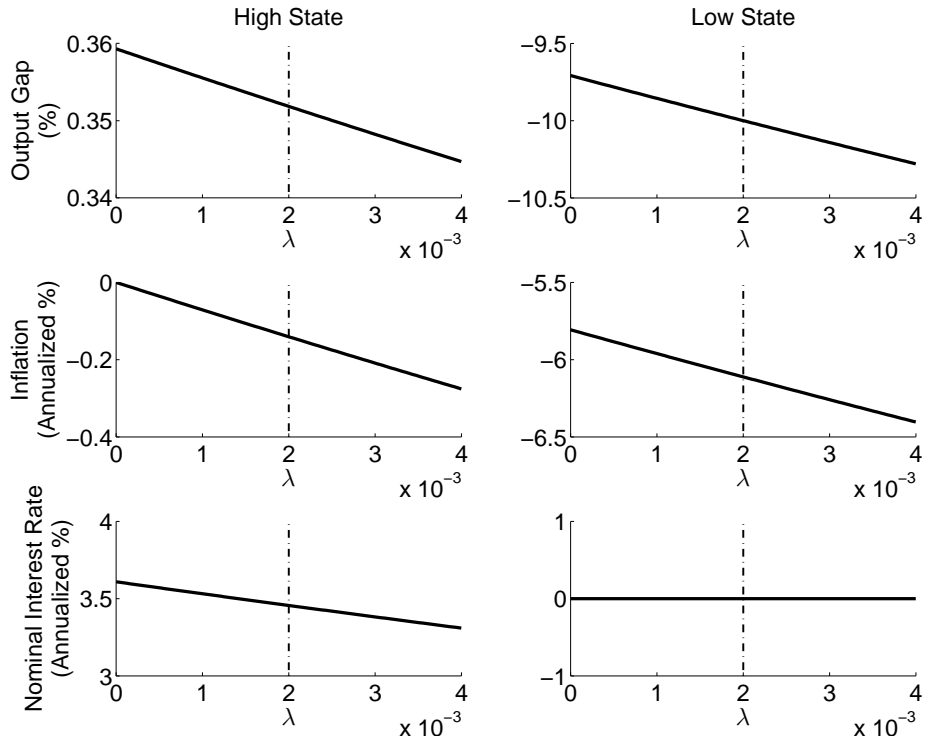 High State
Low State
Output Gap
(%)
0.36
0.35
0.34
0 1 2 3 4
λ
x 10−3
−9.5
−10
−10.5
0 1 2 3 4
λ
x 10−3
Inflation
(Annualized %)
0
−0.2
−0.4
0 1 2 3 4
λ
x 10−3
−5.5
−6
−6.5
0 1 2 3 4
λ
x 10−3
Nominal Interest Rate
(Annualized %)
4
3.5
3
0 1 2 3 4
λ
x 10−3
1
0
−1
0 1 2 3 4
λ
x 10−3